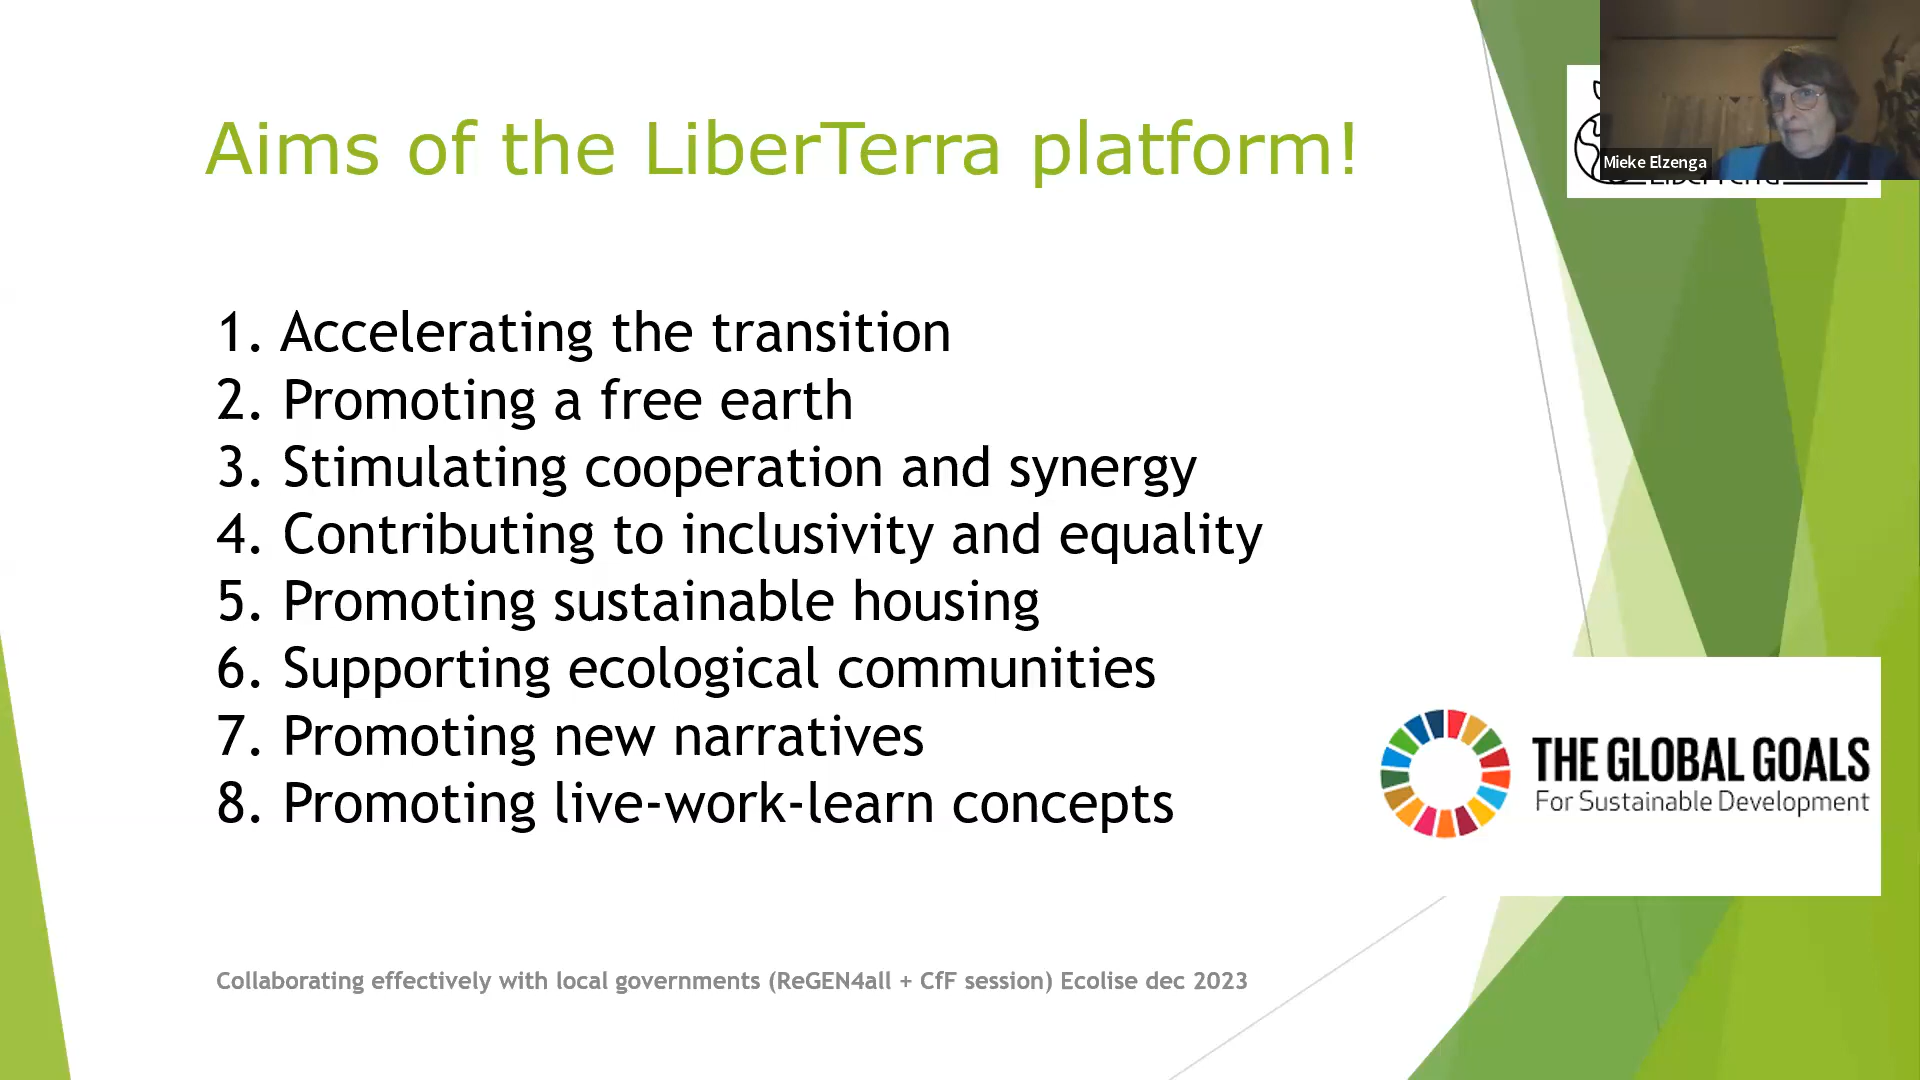 Aims of the LiberTerra platform!
Mieke Elzenga
1. Accelerating the transition
2. Promoting a free earth
3. Stimulating cooperation and synergy
4. Contributing to inclusivity and equality
5. Promoting sustainable housing
6. Supporting ecological communities
7. Promoting new narratives
8. Promoting live-work-learn concepts
THE GLOBAL GOALS
For Sustainable Development
Collaborating effectively with local governments (ReGEN4all + CfF session) Ecolise dec 2023